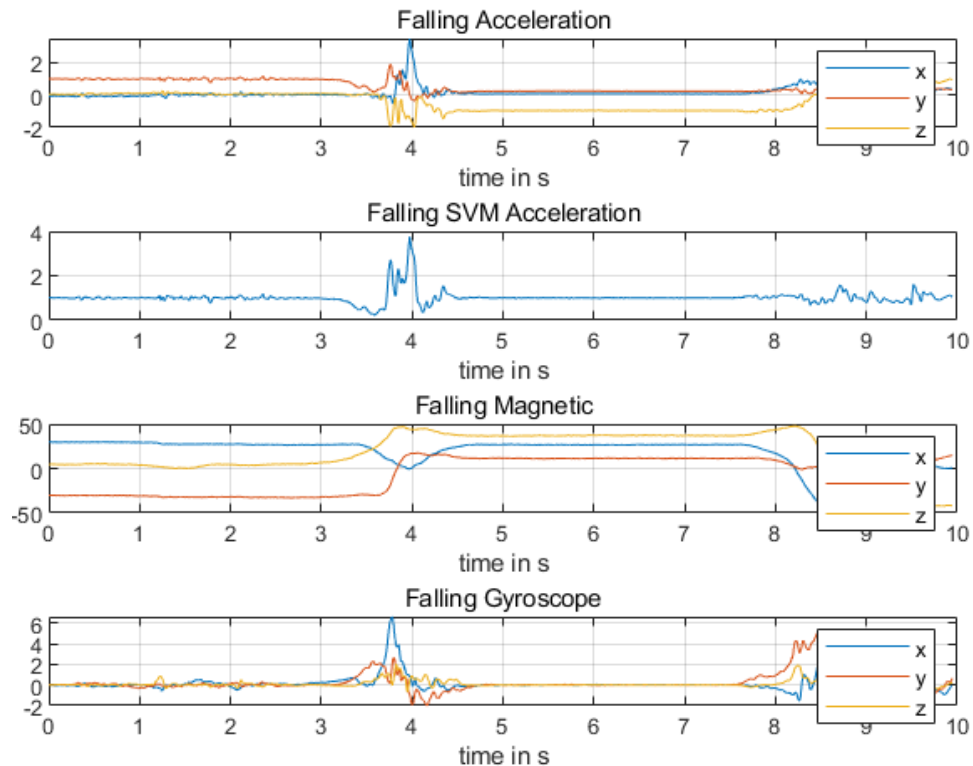 Falling Acceleration
2
0
-2
0 1 2 3 4 5 6 7 8 9 10
x
y
z
time in s
Falling SVM Acceleration
4
2
0
0 1 2 3 4 5 6 7 8 9 10
time in s
Falling Magnetic
50
0
-50
0 1 2 3 4 5 6 7 8 9 10
x
y
z
time in s
Falling Gyroscope
6
4
2
0
-2
0 1 2 3 4 5 6 7 8 9 10
x
y
z
time in s